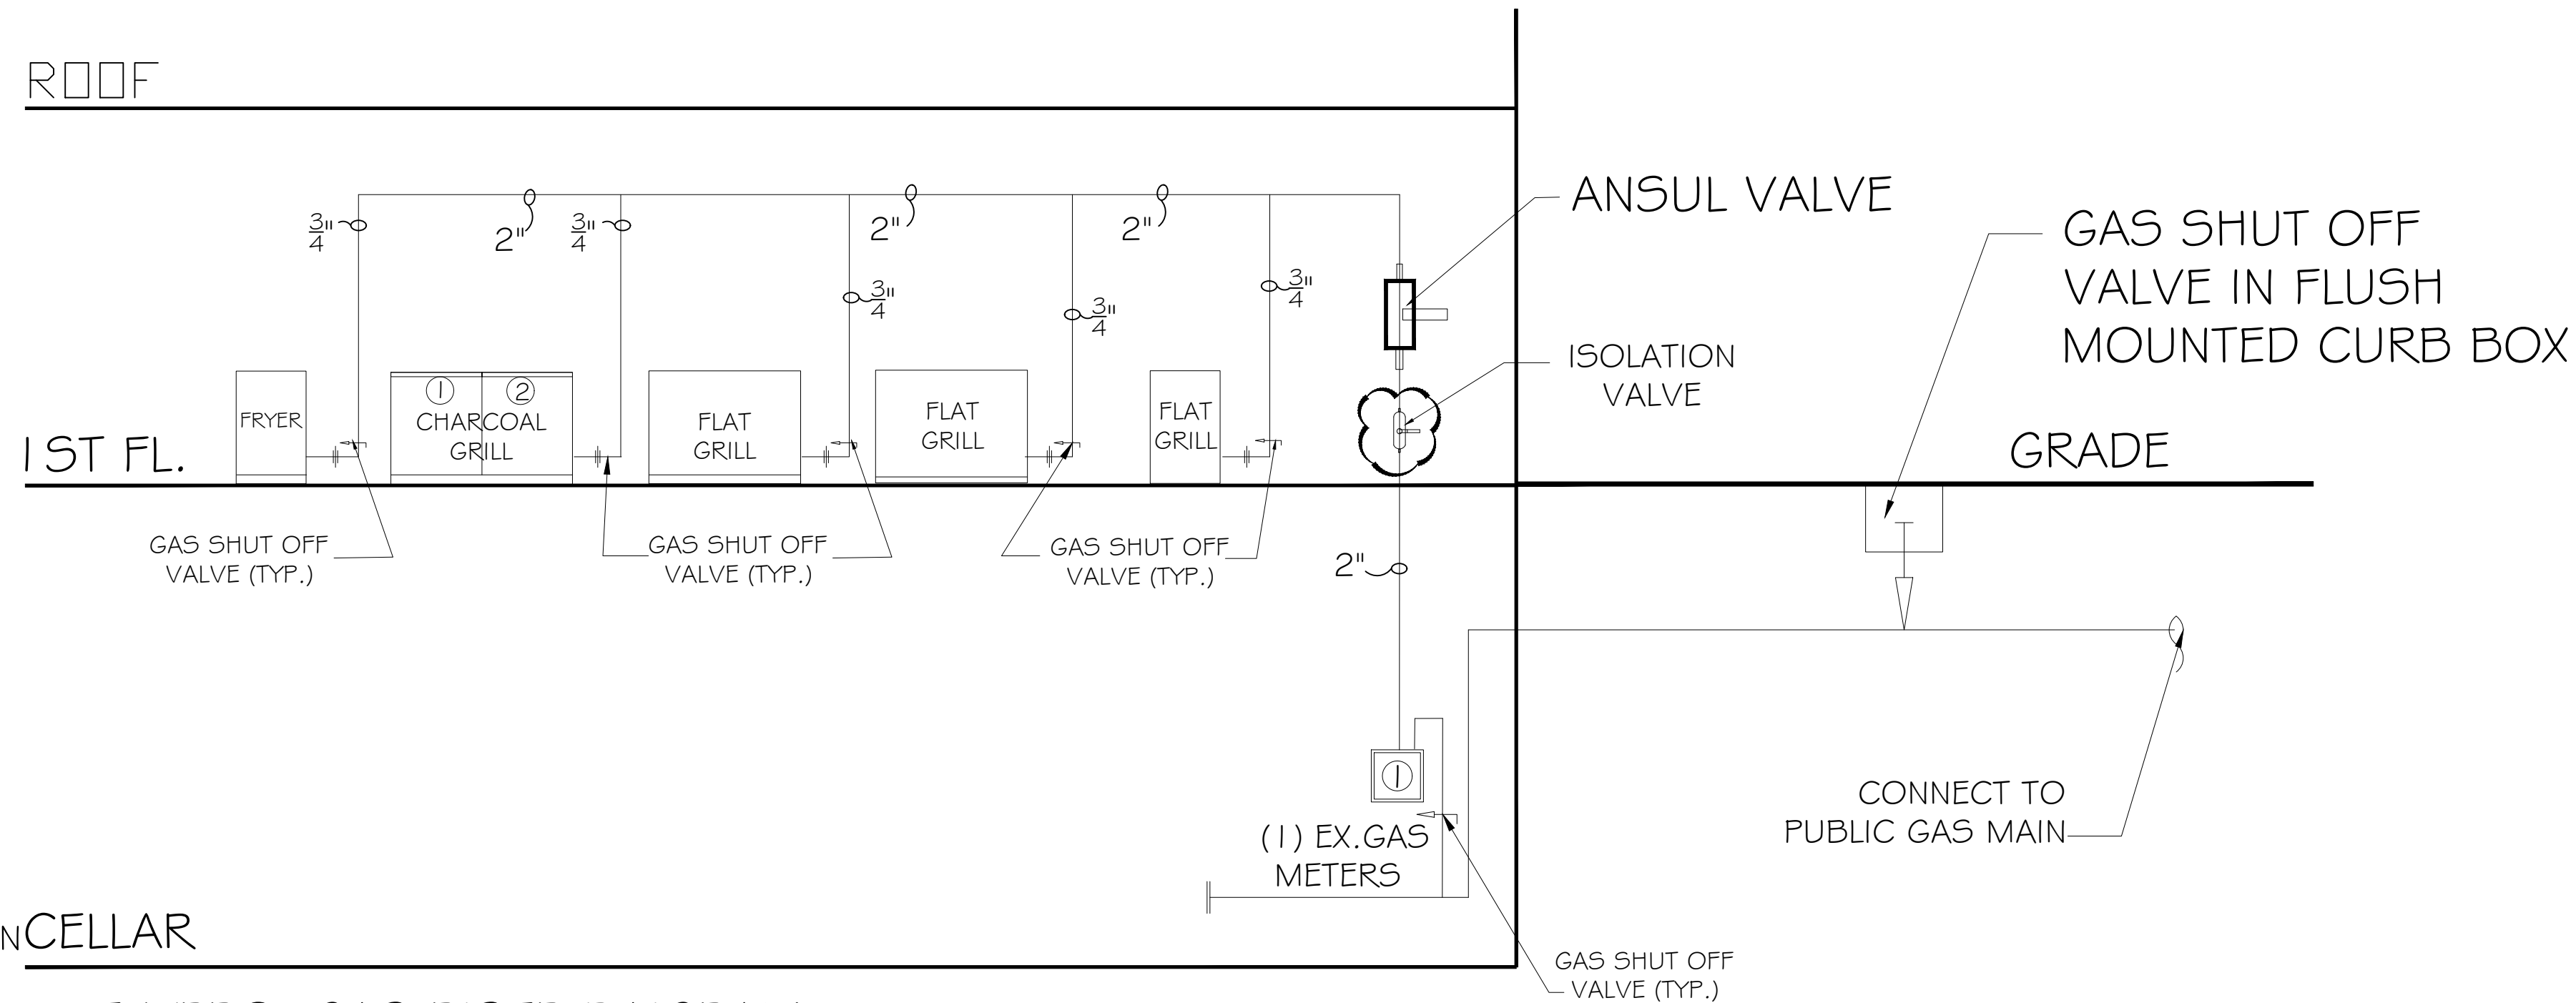 ROOF
ANSUL VALVE
GAS SHUT OFF
VALVE IN FLUSH
MOUNTED CURB BOX
3/4"
2"
3/4"
2"
2"
3/4"
3/4"
3/4"
ISOLATION
VALVE
FRYER
1 2
CHARCOAL
GRILL
FLAT
GRILL
FLAT
GRILL
FLAT
GRILL
1ST FL.
GRADE
GAS SHUT OFF
VALVE (TYP.)
GAS SHUT OFF
VALVE (TYP.)
GAS SHUT OFF
VALVE (TYP.)
2"
1
(1) EX.GAS
METERS
CONNECT TO
PUBLIC GAS MAIN
N
CELLAR
GAS SHUT OFF
VALVE (TYP.)